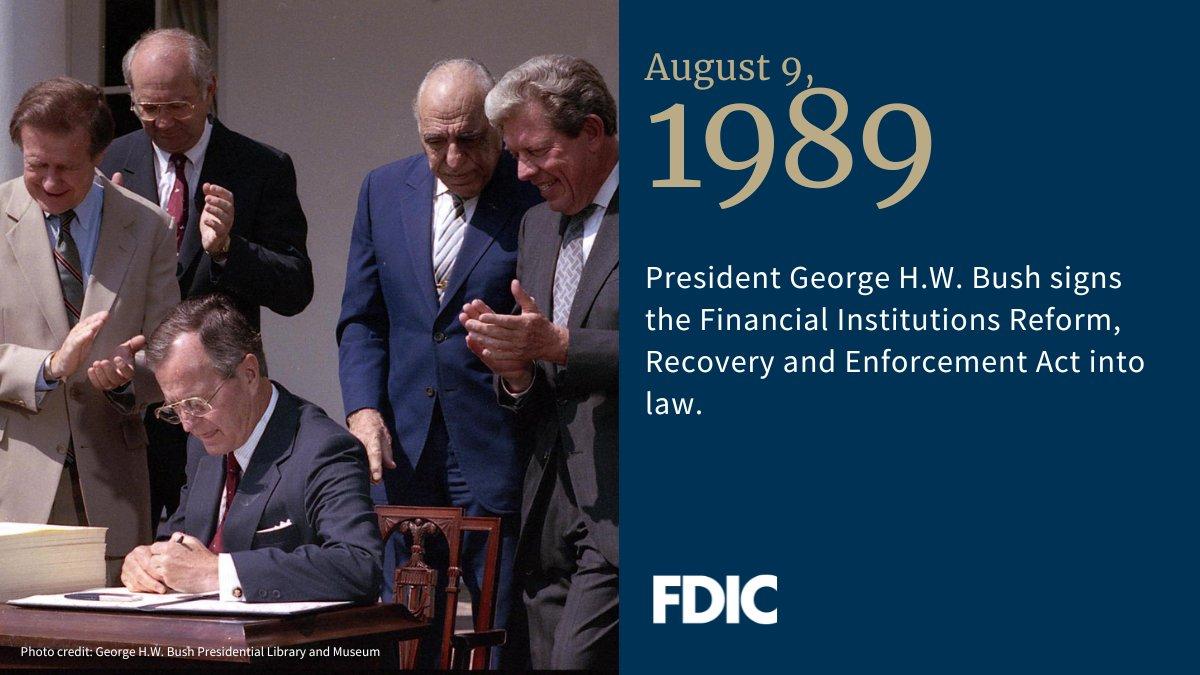 August 9,
1989
President George H.W. Bush signs
the Financial Institutions Reform,
Recovery and Enforcement Act into
law.
FDIC
Photo credit: George H.W. Bush Presidential Library and Museum